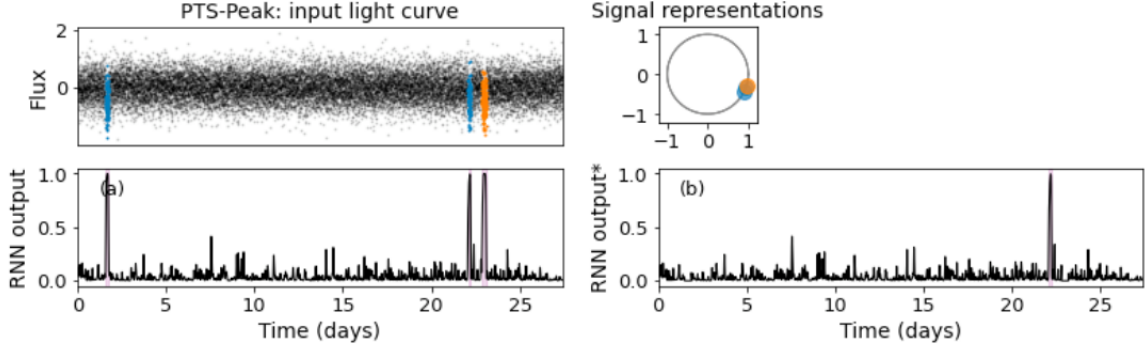 PTS-Peak: input light curve
Signal representations
Flux
2
0
1
0
−1
−1 0 1
RNN output
1.0
0.5
0.0
(a)
0 5 10 15 20 25
Time (days)
RNN output*
1.0
0.5
0.0
(b)
0 5 10 15 20 25
Time (days)